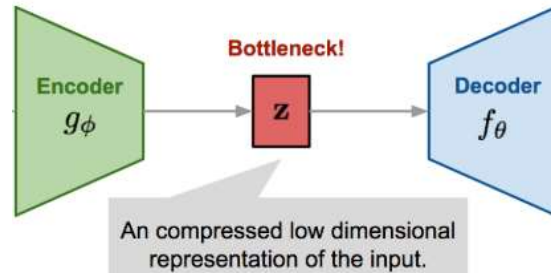 Bottleneck!
Encoder
gϕ
z
Decoder
fθ
An compressed low dimensional
representation of the input.